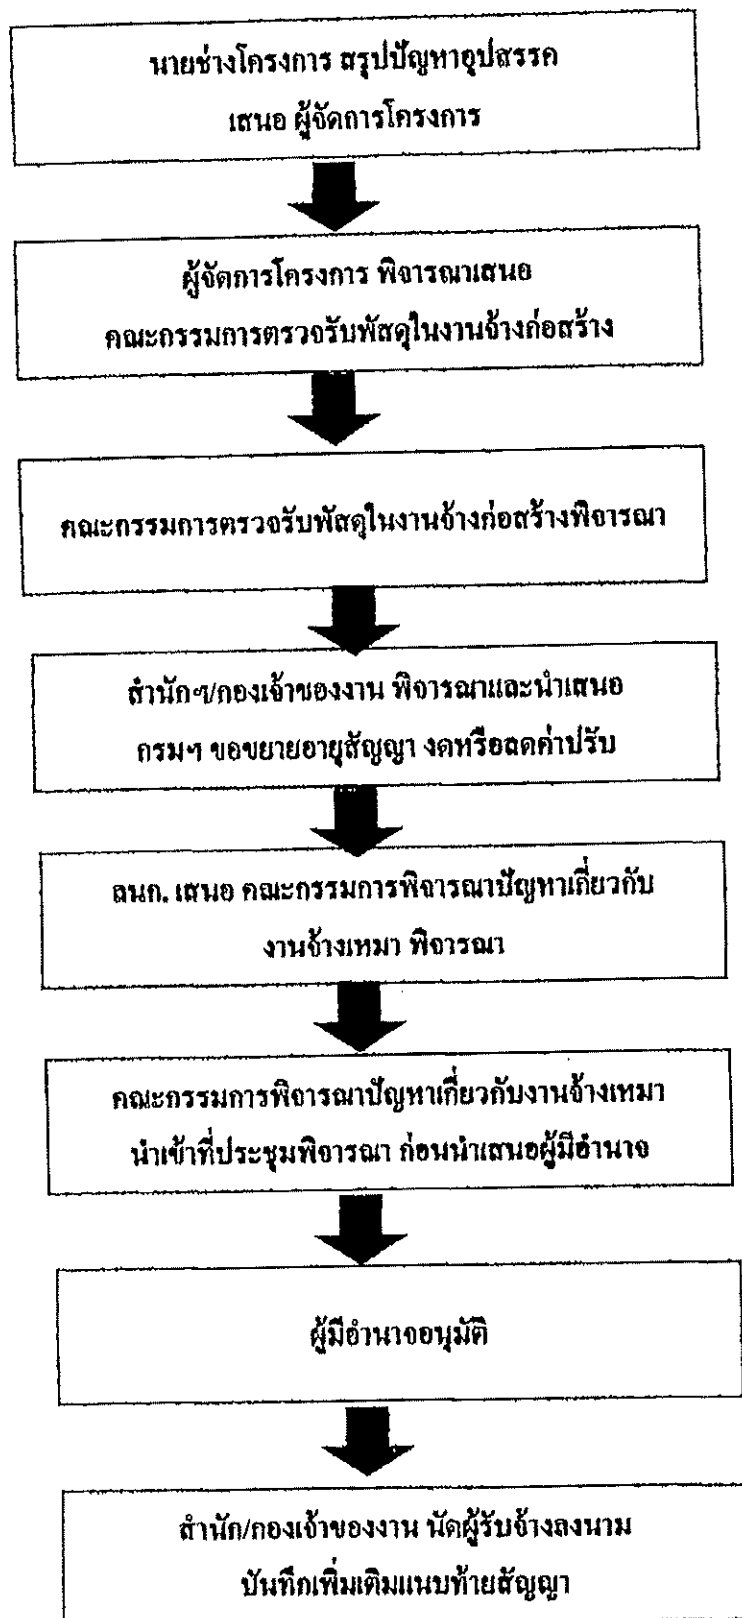 นายช่างโครงการ สรุปปัญหาอุปสรรค
เสนอ ผู้จัดการโครงการ
ผู้จัดการโครงการ พิจารณาเสนอ
คณะกรรมการตรวจรับพัสดุในงานจ้างก่อสร้าง
คณะกรรมการตรวจรับพัสดุในงานจ้างก่อสร้างพิจารณา
สำนักฯ/กองเจ้าของงาน พิจารณาและนำเสนอ
กรมฯ ขอขยายอายุสัญญา งดหรือลดค่าปรับ
ลนก. เสนอ คณะกรรมการพิจารณาปัญหาเกี่ยวกับ
งานจ้างเหมา พิจารณา
คณะกรรมการพิจารณาปัญหาเกี่ยวกับงานจ้างเหมา
นำเข้าที่ประชุมพิจารณา ก่อนนำเสนอผู้มีอำนาจ
ผู้มีอำนาจอนุมัติ
สำนัก/กองเจ้าของงาน นัดผู้รับจ้างลงนาม
บันทึกเพิ่มเติมแนบท้ายสัญญา